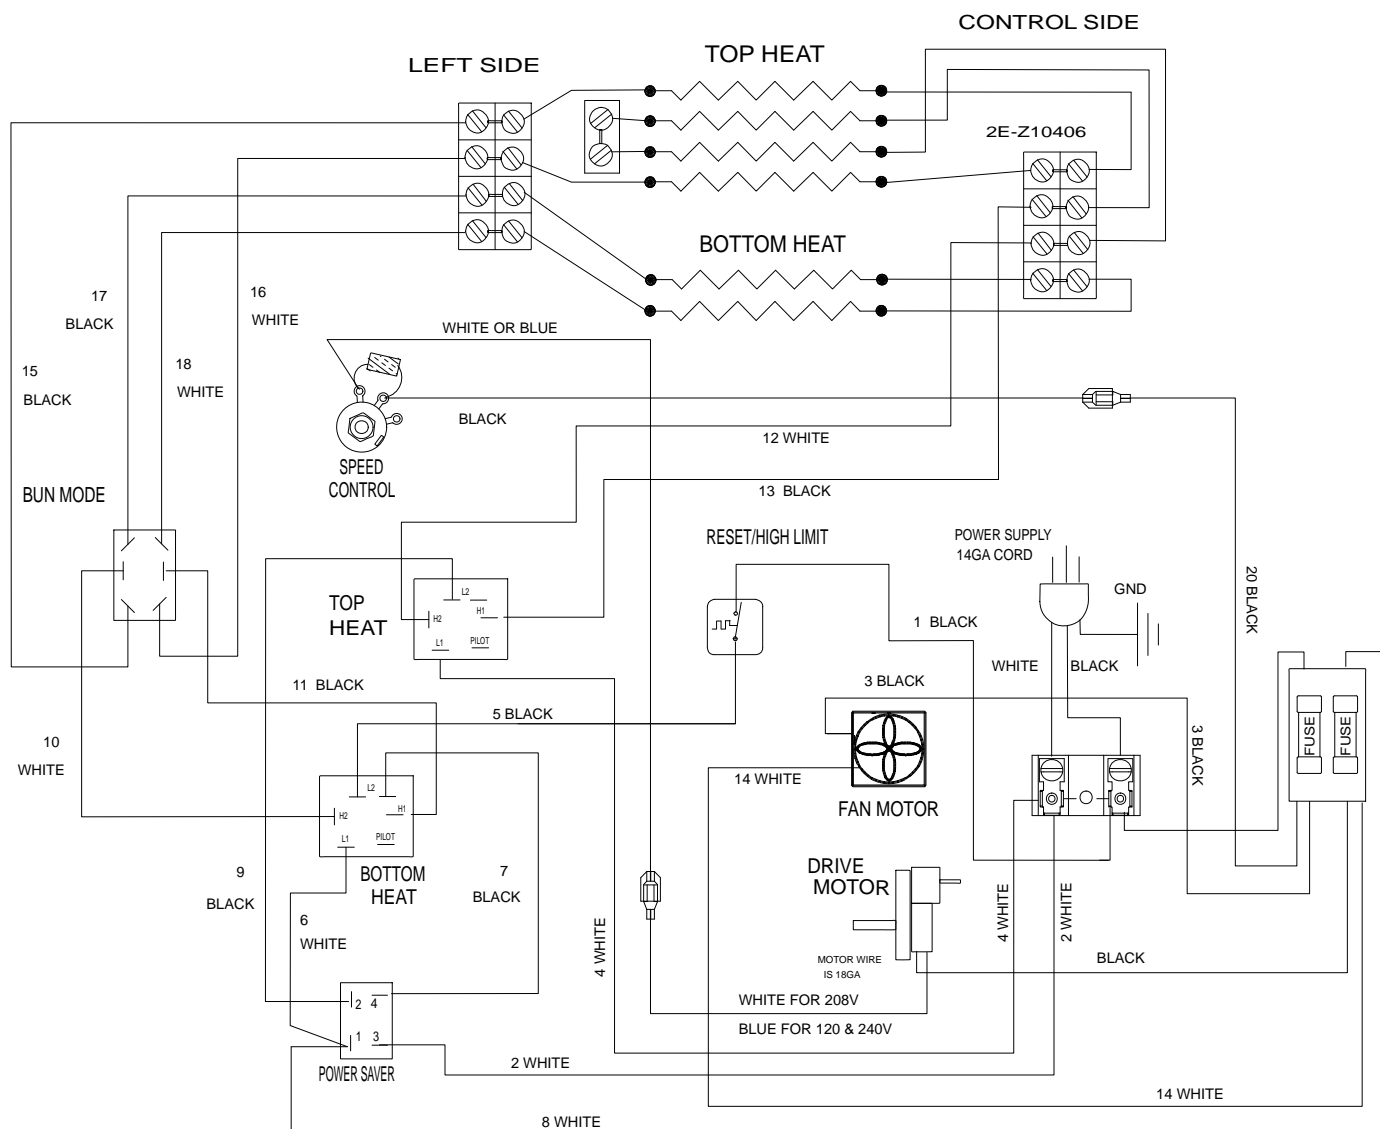 CONTROL SIDE
TOP HEAT
LEFT SIDE
2E-Z10406
BOTTOM HEAT
17
BLACK
16
WHITE
WHITE OR BLUE
15
BLACK
18
WHITE
BLACK
12 WHITE
SPEED
CONTROL
13 BLACK
BUN MODE
RESET/HIGH LIMIT
POWER SUPPLY
14GA CORD
GND
20 BLACK
TOP
HEAT
L2
H1
H2
L1
PILOT
1 BLACK
WHITE
BLACK
11 BLACK
3 BLACK
5 BLACK
10
WHITE
14 WHITE
3 BLACK
FUSE
FUSE
FAN MOTOR
L2
H1
H2
L1
PILOT
BOTTOM
HEAT
9
BLACK
7
BLACK
DRIVE
MOTOR
6
WHITE
4 WHITE
4 WHITE
2 WHITE
MOTOR WIRE
IS 18GA
BLACK
2 4
WHITE FOR 208V
BLUE FOR 120 & 240V
1 3
POWER SAVER
2 WHITE
14 WHITE
8 WHITE